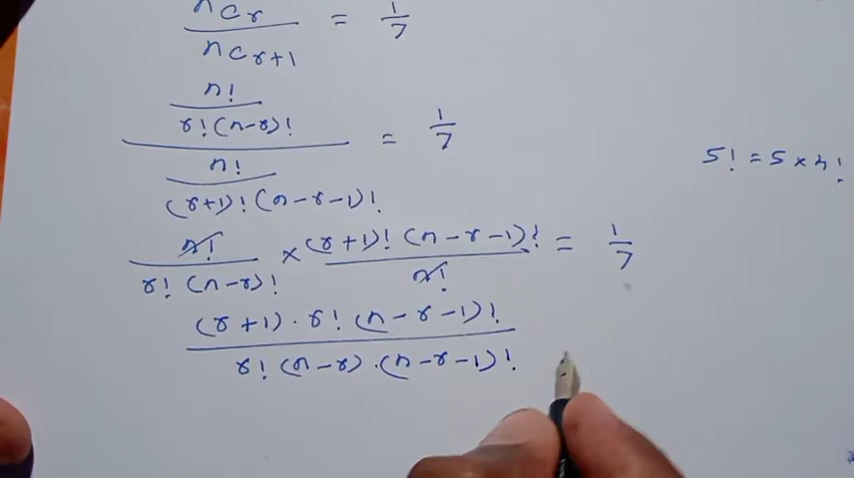 nCr / nCr+1 = 1/7
n! / r!(n-r)! / n! / (r+1)!(n-r-1)! = 1/7
5! = 5 × 4!
n! / r!(n-r)! × (r+1)!(n-r-1)! / n! = 1/7
(r+1) · r!(n-r-1)! / r!(n-r)·(n-r-1)!